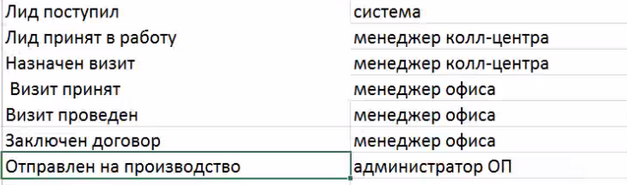 Лид поступил система
Лид принят в работу менеджер колл-центра
Назначен визит менеджер колл-центра
Визит принят менеджер офиса
Визит проведен менеджер офиса
Заключен договор менеджер офиса
Отправлен на производство администратор ОП